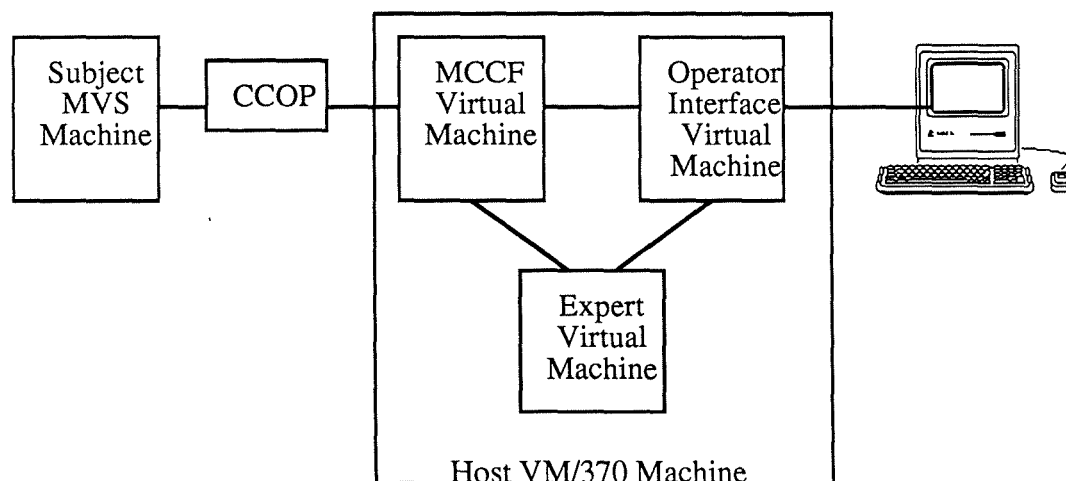 Subject
MVS
Machine
CCOP
MCCF
Virtual
Machine
Operator
Interface
Virtual
Machine
Expert
Virtual
Machine
Host VM/370 Machine